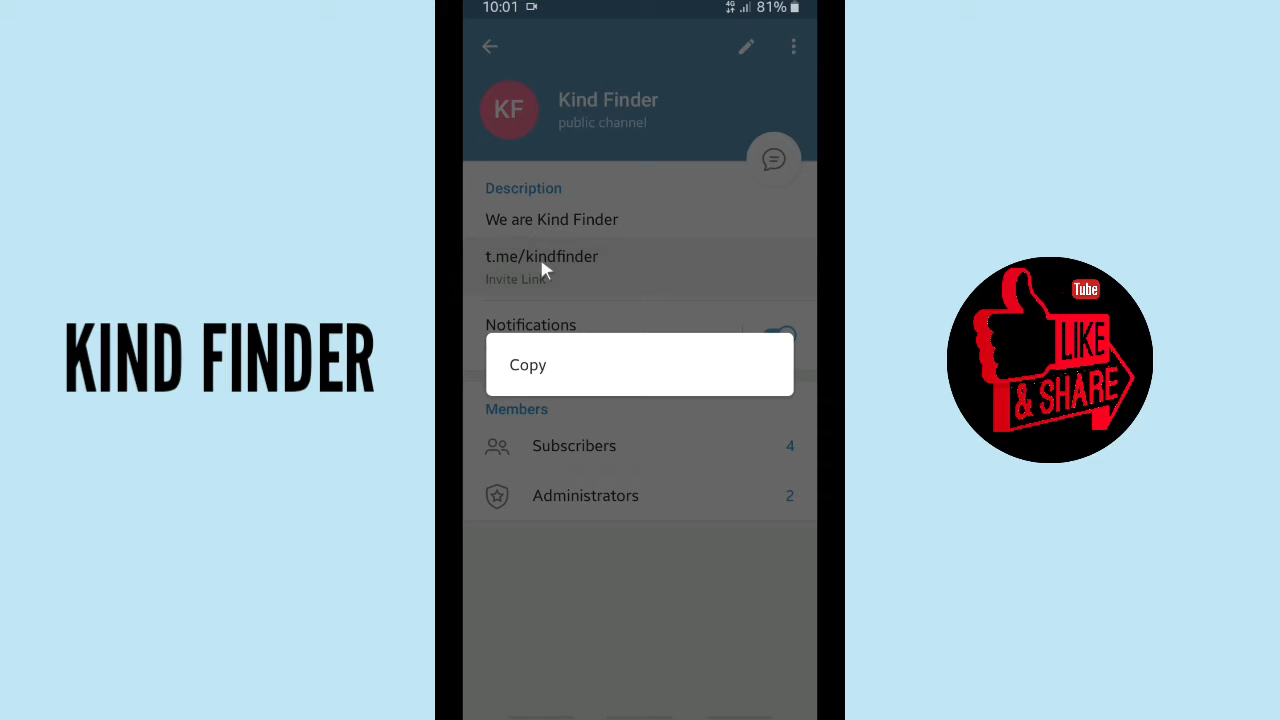 10:01
4G
81%
KF
Kind Finder
public channel
Description
We are Kind Finder
t.me/kindfinder
Invite Link
Notifications
Copy
Members
Subscribers 4
Administrators 2
KIND FINDER
Tube
LIKE
& SHARE